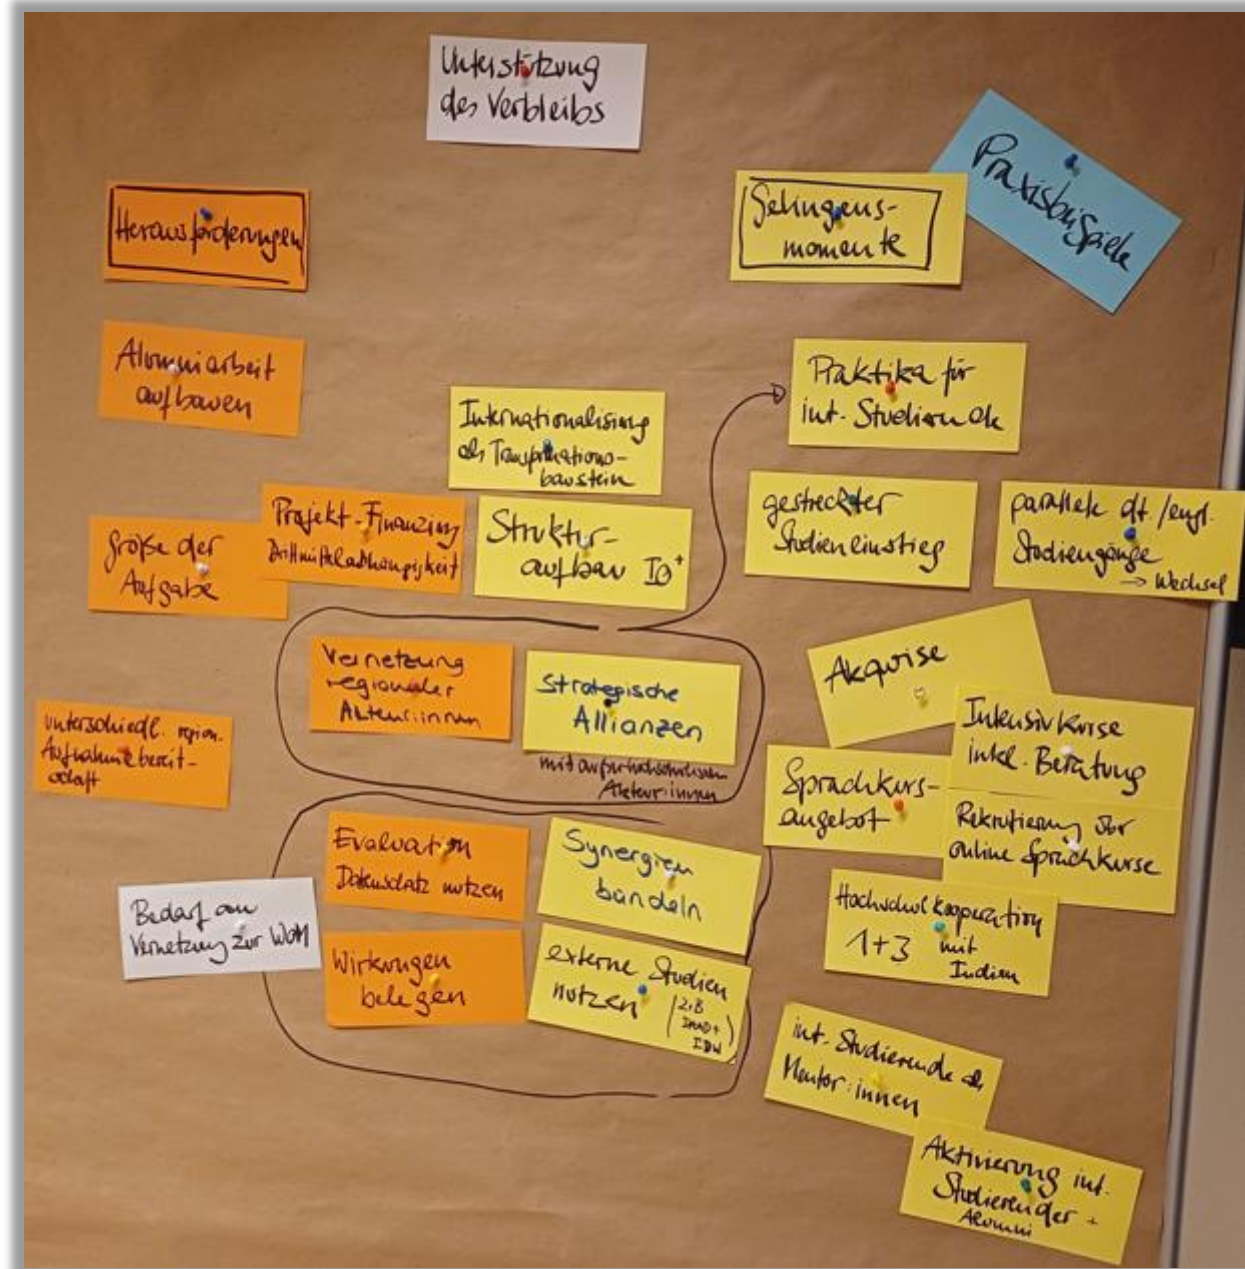 Unterstützung
des Verbleibs
Praxisbeispiele
Herausforderungen
Gelingens-
momente
Alumniarbeit
aufbauen
Größe der
Aufgabe
Projekt-Finanzierung
Drittmittelabhängigkeit
Internationalisierung
als Transformations-
baustein
Struktur-
aufbau IO⁺
Vernetzung
regionaler
Akteur:innen
Strategische
Allianzen
mit außerhochschulischen
Akteur:innen
unterschiedl. region.
Aufnahmebereit-
schaft
Evaluation
Datensatz nutzen
Synergien
bündeln
Bedarf an
Vernetzung zur
Wirkungen
belegen
externe Studien
nutzen
(z.B
DAAD+
IDW)
Praktika für
int. Studierende
gestreckter
Studieneinstieg
parallele dt./engl.
Studiengänge
→ Wechsel
Akquise
Intensivkurse
inkl. Beratung
Sprachkurs-
angebot
Rekrutierung über
online Sprachkurse
Hochschulkooperation
1+3 mit
Indien
int. Studierende als
Mentor:innen
Aktivierung int.
Studierender +
Alumni